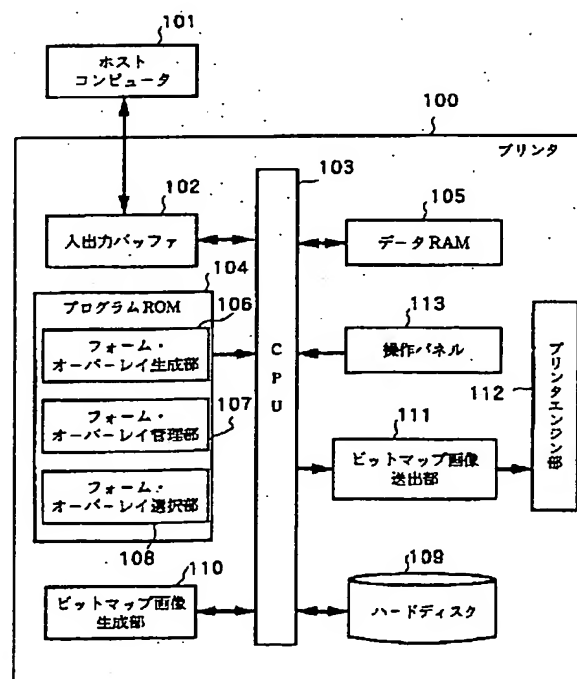 101
ホスト
コンピュータ
100
プリンタ
103
102
105
入出力バッファ
データRAM
104
プログラムROM
106
113
フォーム・
オーバーレイ生成部
操作パネル
CPU
プリンタエンジン部
112
107
フォーム・
オーバーレイ管理部
111
ビットマップ画像
送出部
フォーム・
オーバーレイ選択部
108
110
109
ビットマップ画像
生成部
ハードディスク